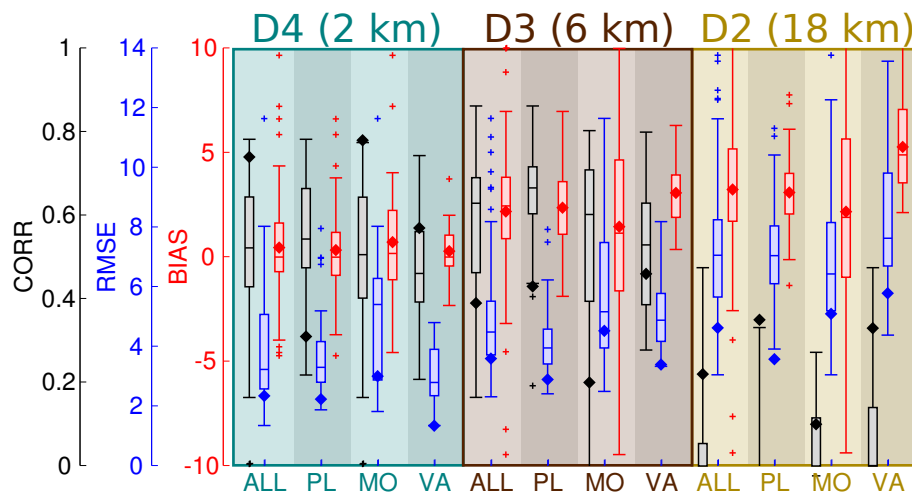 D4 (2 km) D3 (6 km) D2 (18 km)
1 14 10
12
0.8
10
5
0.6 8
CORR RMSE BIAS
0
6
0.4
4
-5
0.2
2
0 0 -10
ALL PL MO VA ALL PL MO VA ALL PL MO VA